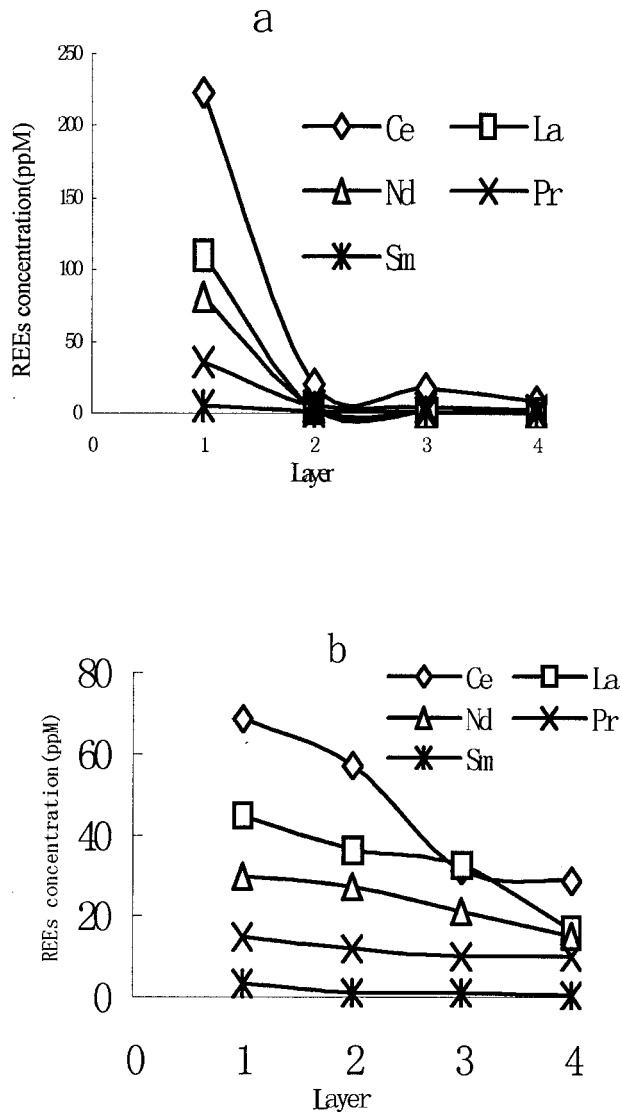 a
REEs concentration(ppM)
250
200
150
100
50
0
Ce La
Nd Pr
Sm
0 1 2 3 4
Layer
b
REEs concentration(ppM)
80
60
40
20
0
Ce La
Nd Pr
Sm
0 1 2 3 4
Layer